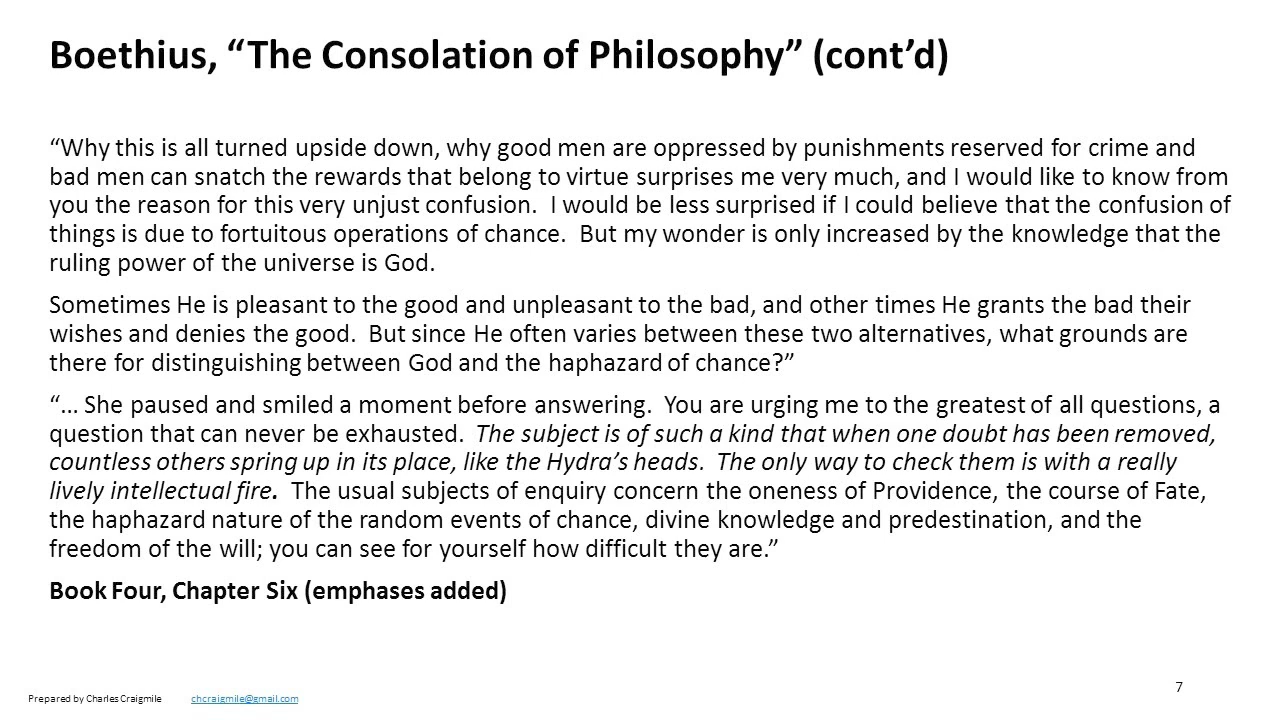 Boethius, “The Consolation of Philosophy” (cont’d)
“Why this is all turned upside down, why good men are oppressed by punishments reserved for crime and
bad men can snatch the rewards that belong to virtue surprises me very much, and I would like to know from
you the reason for this very unjust confusion.  I would be less surprised if I could believe that the confusion of
things is due to fortuitous operations of chance.  But my wonder is only increased by the knowledge that the
ruling power of the universe is God.
Sometimes He is pleasant to the good and unpleasant to the bad, and other times He grants the bad their
wishes and denies the good.  But since He often varies between these two alternatives, what grounds are
there for distinguishing between God and the haphazard of chance?”
“… She paused and smiled a moment before answering.  You are urging me to the greatest of all questions, a
question that can never be exhausted.  The subject is of such a kind that when one doubt has been removed,
countless others spring up in its place, like the Hydra’s heads.  The only way to check them is with a really
lively intellectual fire.  The usual subjects of enquiry concern the oneness of Providence, the course of Fate,
the haphazard nature of the random events of chance, divine knowledge and predestination, and the
freedom of the will; you can see for yourself how difficult they are.”
Book Four, Chapter Six (emphases added)
Prepared by Charles Craigmile chcraigmile@gmail.com
7